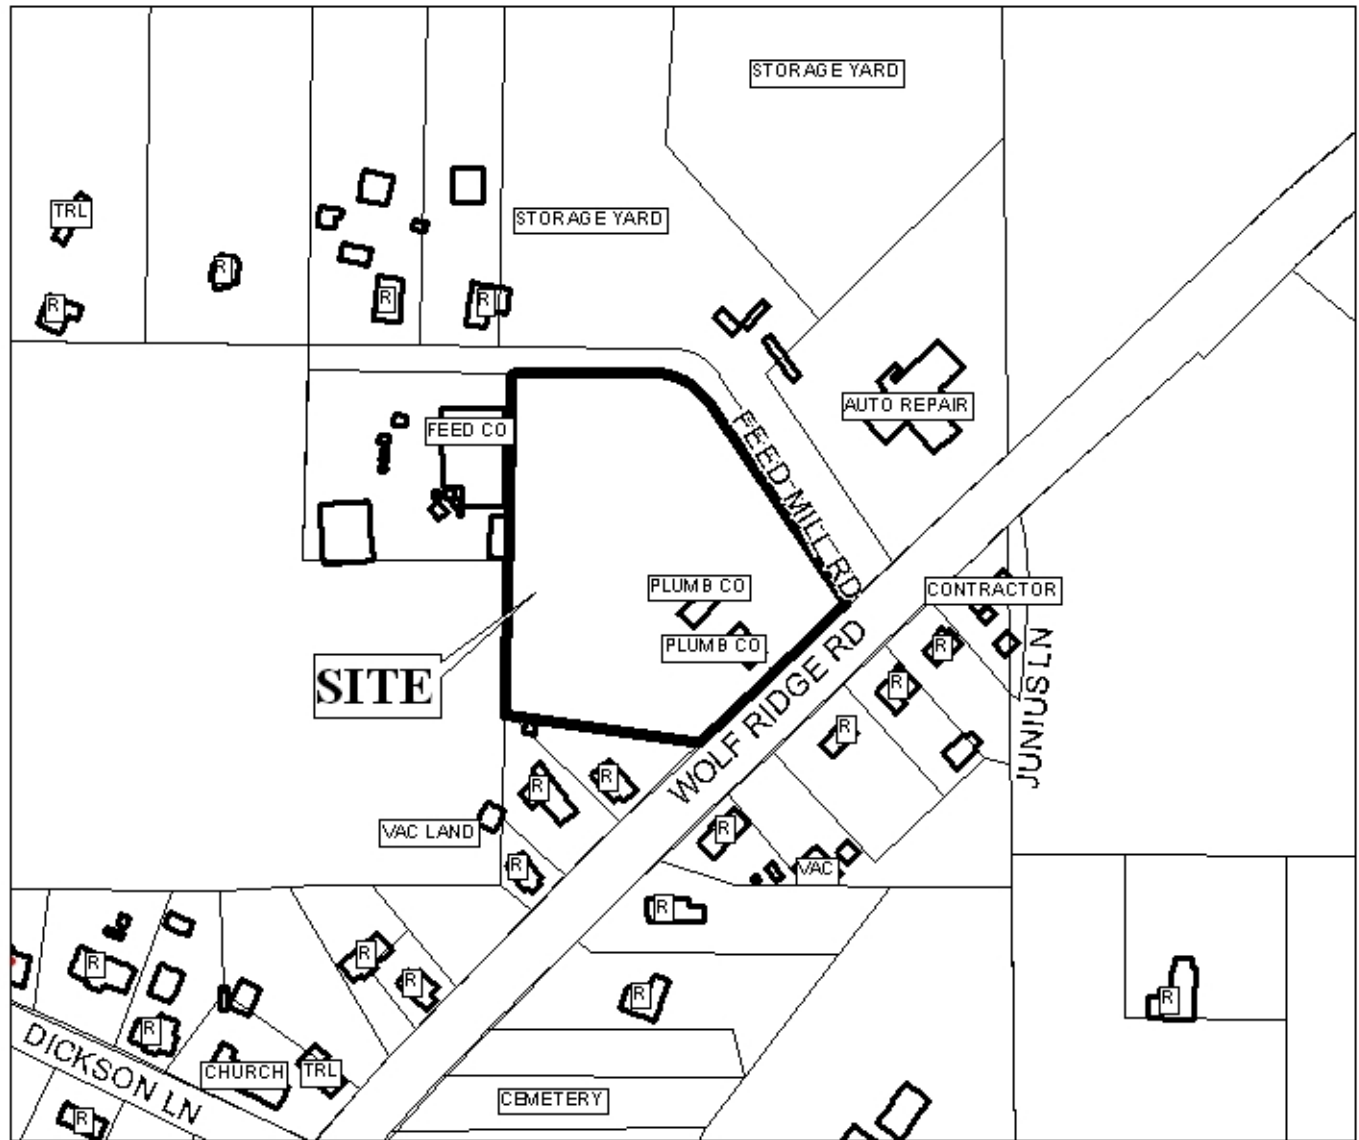 STORAGE YARD
TRL
STORAGE YARD
R
R
R
R
AUTO REPAIR
FEED CO
FEED MILL RD
PLUMB CO
CONTRACTOR
PLUMB CO
R
SITE
WOLF RIDGE RD
JUNIUS LN
R
R
R
R
VAC LAND
R
R
VAC
R
R
R
R
R
R
R
DICKSON LN
CHURCH
TRL
CEMETERY
R